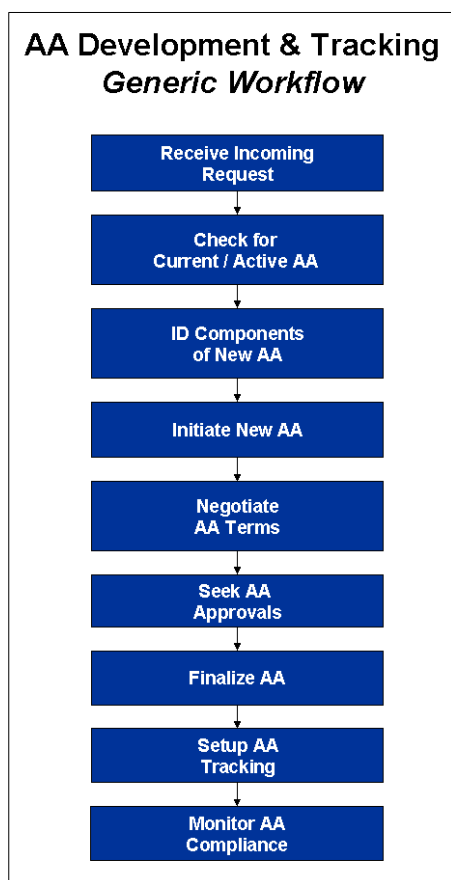 AA Development & Tracking
Generic Workflow
Receive Incoming
Request
Check for
Current / Active AA
ID Components
of New AA
Initiate New AA
Negotiate
AA Terms
Seek AA
Approvals
Finalize AA
Setup AA
Tracking
Monitor AA
Compliance